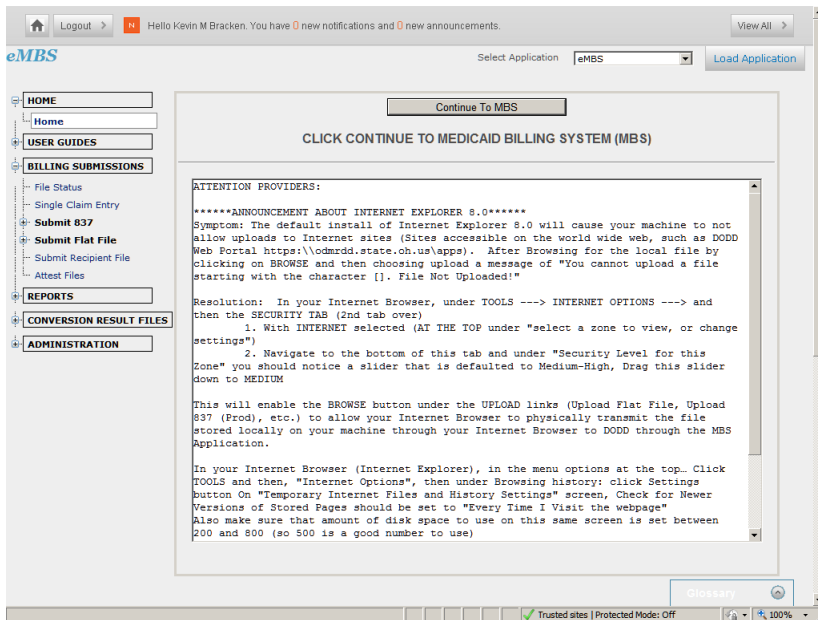 Logout >
N Hello Kevin M Bracken. You have 0 new notifications and 0 new announcements.
View All >
eMBS
Select Application
eMBS
Load Application
HOME
Home
USER GUIDES
BILLING SUBMISSIONS
File Status
Single Claim Entry
Submit 837
Submit Flat File
Submit Recipient File
Attest Files
REPORTS
CONVERSION RESULT FILES
ADMINISTRATION
Continue To MBS
CLICK CONTINUE TO MEDICAID BILLING SYSTEM (MBS)
ATTENTION PROVIDERS:
******ANNOUNCEMENT ABOUT INTERNET EXPLORER 8.0******
Symptom: The default install of Internet Explorer 8.0 will cause your machine to not
allow uploads to Internet sites (Sites accessible on the world wide web, such as DODD
Web Portal https:\\odmrdd.state.oh.us\apps).  After Browsing for the local file by
clicking on BROWSE and then choosing upload a message of "You cannot upload a file
starting with the character []. File Not Uploaded!"
Resolution:  In your Internet Browser, under TOOLS ---> INTERNET OPTIONS ---> and
then the SECURITY TAB (2nd tab over)
1. With INTERNET selected (AT THE TOP under "select a zone to view, or change
settings")
2. Navigate to the bottom of this tab and under "Security Level for this
Zone" you should notice a slider that is defaulted to Medium-High, Drag this slider
down to MEDIUM
This will enable the BROWSE button under the UPLOAD links (Upload Flat File, Upload
837 (Prod), etc.) to allow your Internet Browser to physically transmit the file
stored locally on your machine through your Internet Browser to DODD through the MBS
Application.
In your Internet Browser (Internet Explorer), in the menu options at the top… Click
TOOLS and then, "Internet Options", then under Browsing history: click Settings
button On "Temporary Internet Files and History Settings" screen, Check for Newer
Versions of Stored Pages should be set to "Every Time I Visit the webpage"
Also make sure that amount of disk space to use on this same screen is set between
200 and 800 (so 500 is a good number to use)
Glossary
Trusted sites | Protected Mode: Off
100%